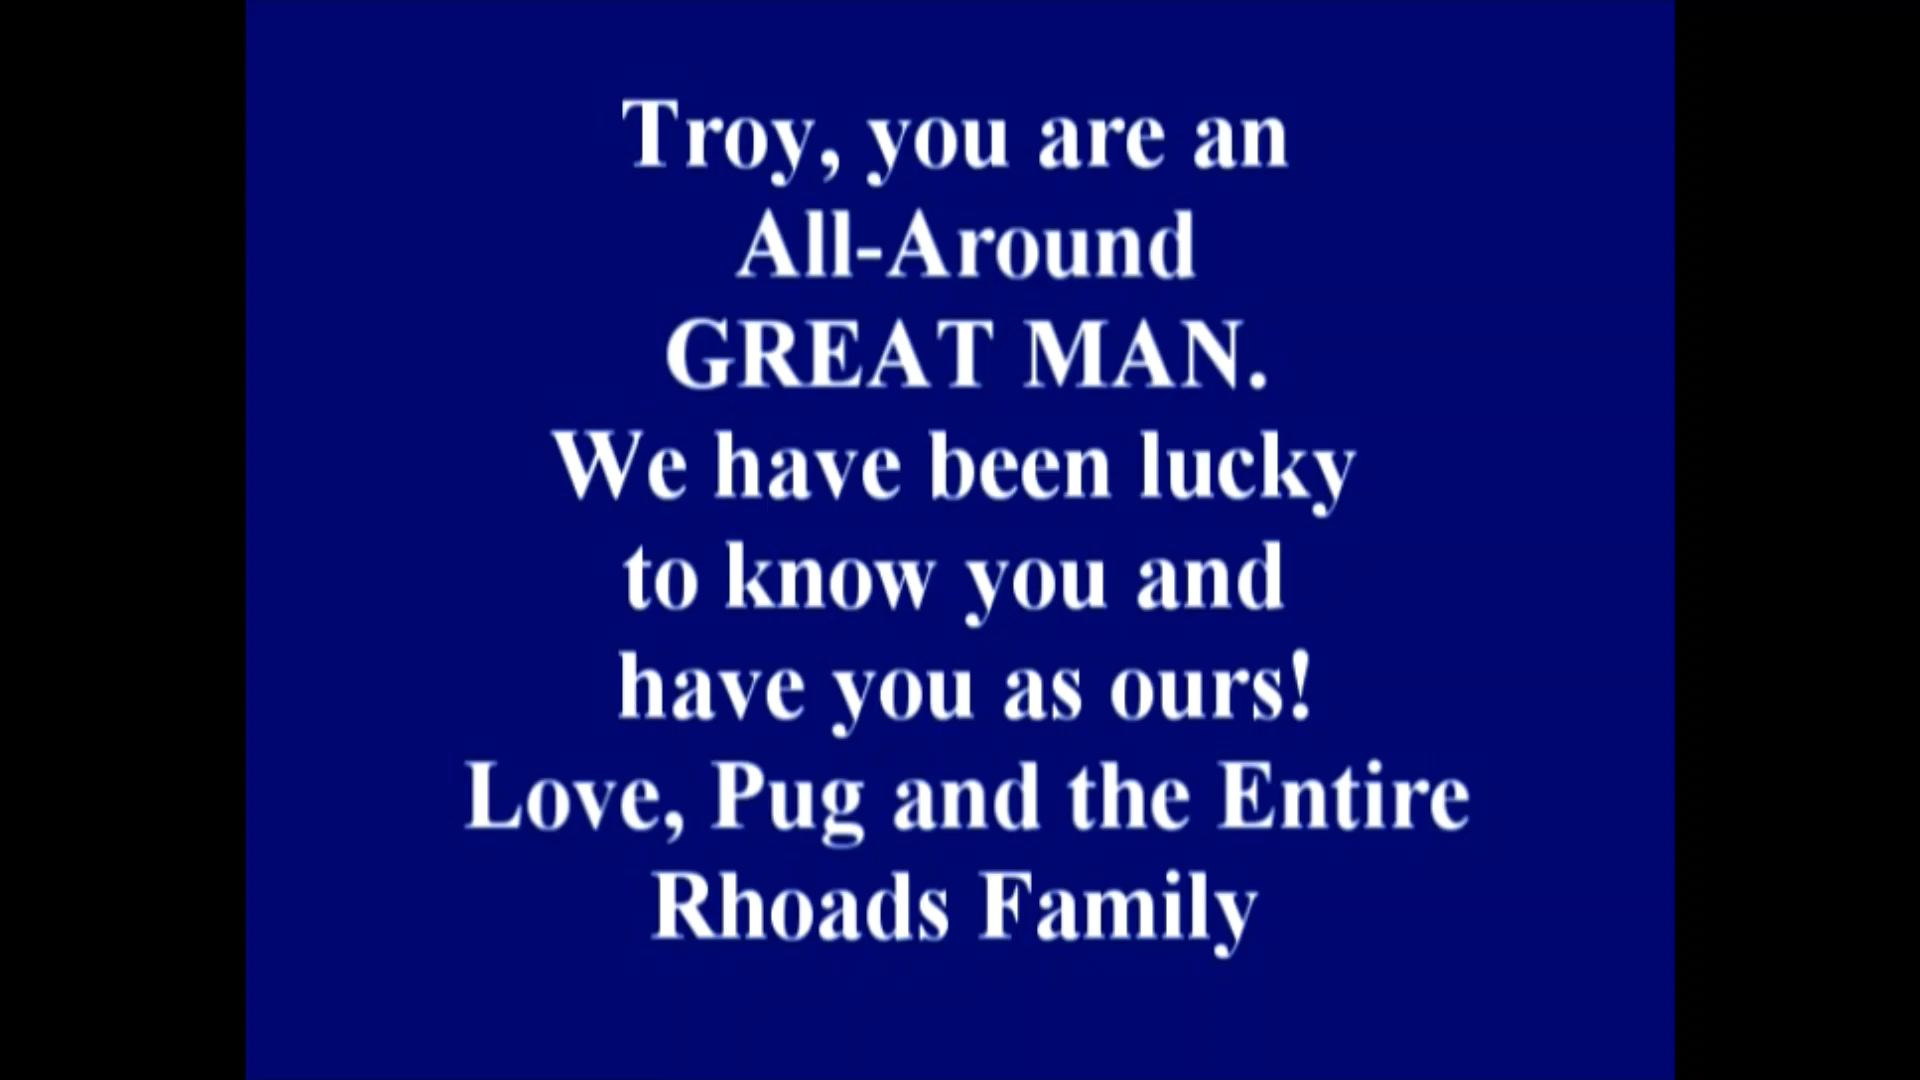 Troy, you are an
All-Around
GREAT MAN.
We have been lucky
to know you and
have you as ours!
Love, Pug and the Entire
Rhoads Family